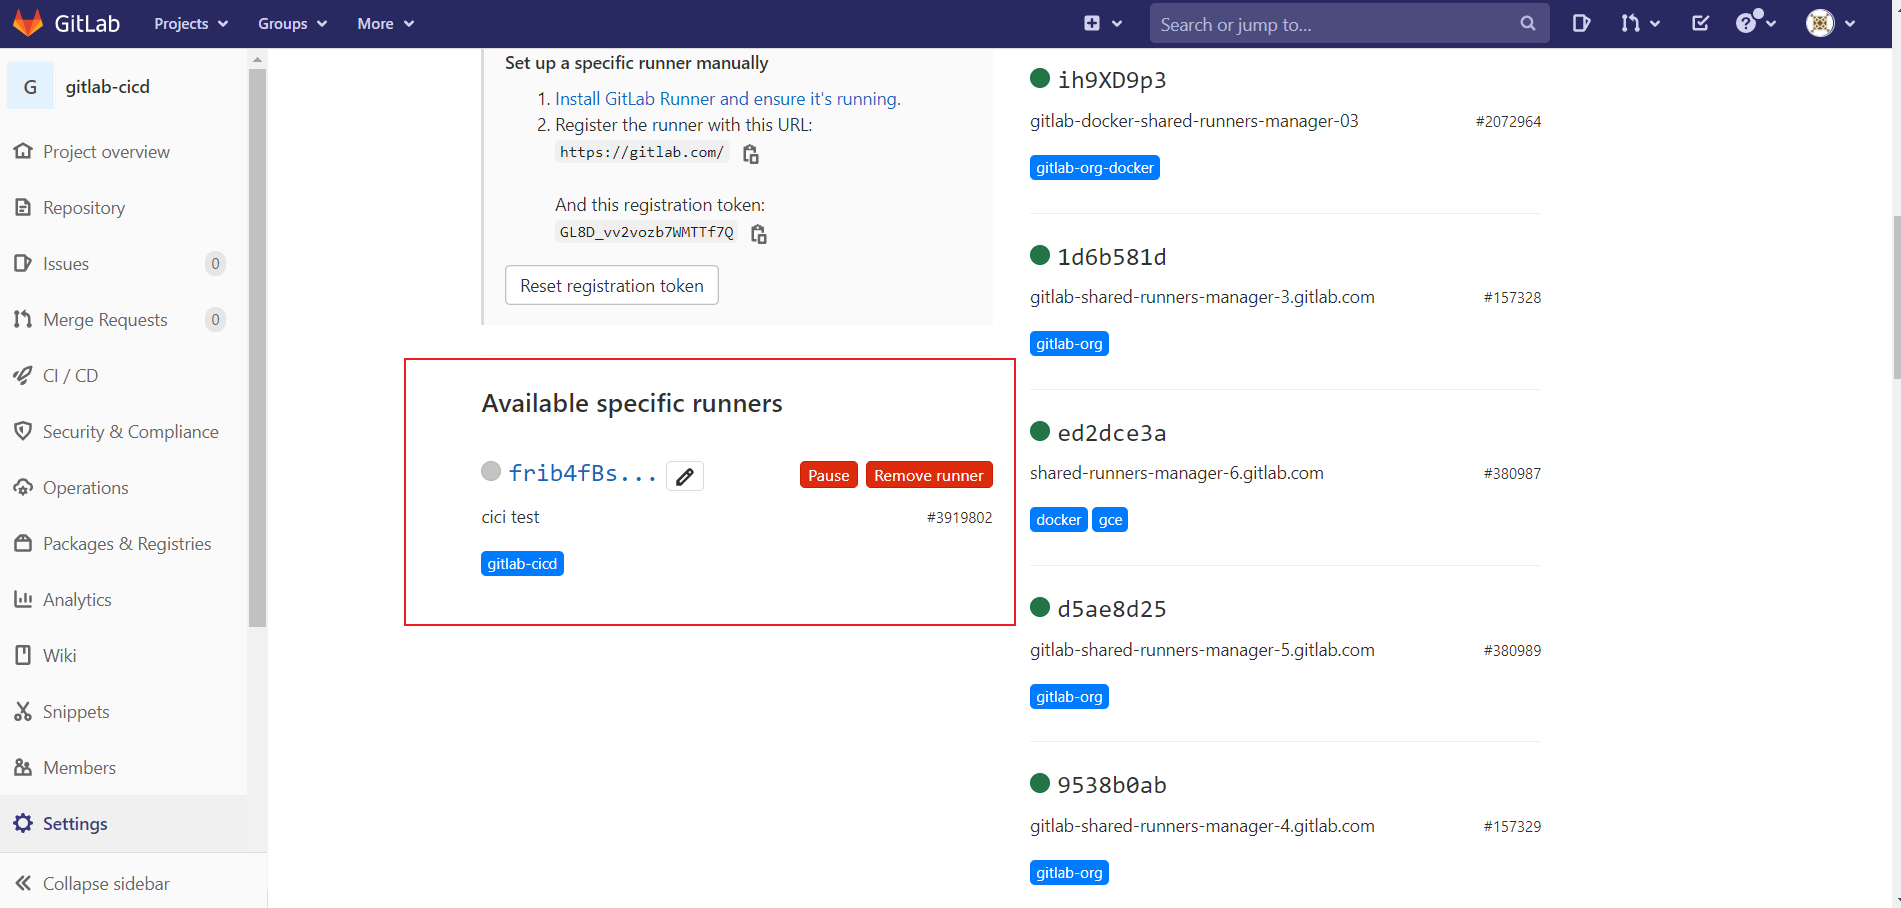 GitLab
Projects
Groups
More
Search or jump to...
G
gitlab-cicd
Project overview
Repository
Issues 0
Merge Requests 0
CI / CD
Security & Compliance
Operations
Packages & Registries
Analytics
Wiki
Snippets
Members
Settings
Collapse sidebar
Set up a specific runner manually
1. Install GitLab Runner and ensure it's running.
2. Register the runner with this URL:
https://gitlab.com/
And this registration token:
GL8D_vv2vozb7WMTTf7Q
Reset registration token
Available specific runners
frib4fBs...
Pause
Remove runner
cici test #3919802
gitlab-cicd
ih9XD9p3
gitlab-docker-shared-runners-manager-03 #2072964
gitlab-org-docker
1d6b581d
gitlab-shared-runners-manager-3.gitlab.com #157328
gitlab-org
ed2dce3a
shared-runners-manager-6.gitlab.com #380987
docker gce
d5ae8d25
gitlab-shared-runners-manager-5.gitlab.com #380989
gitlab-org
9538b0ab
gitlab-shared-runners-manager-4.gitlab.com #157329
gitlab-org